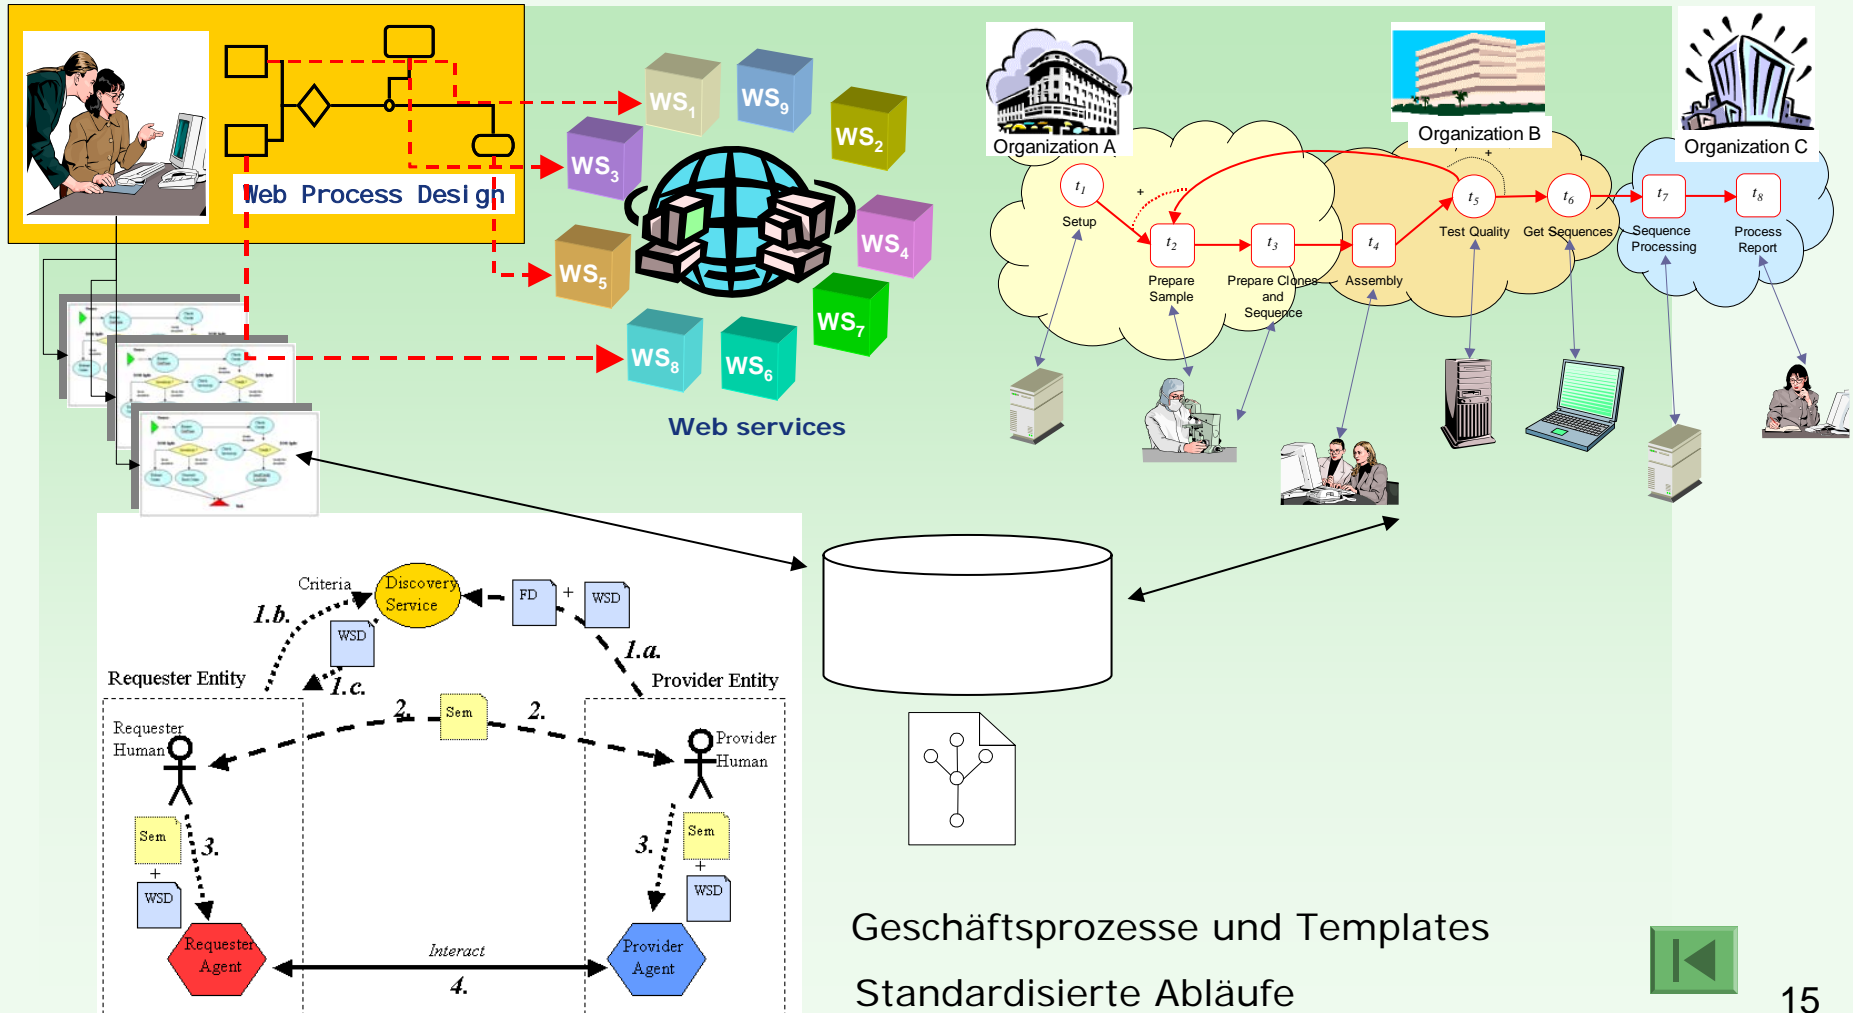 Web Process Design
WS1
WS9
WS2
WS3
WS4
WS5
WS7
WS8
WS6
Web services
Organization A
Organization B
Organization C
t1
Setup
+
t2
Prepare
Sample
t3
Prepare Clones
and
Sequence
t4
Assembly
+
t5
Test Quality
t6
Get Sequences
t7
Sequence
Processing
t8
Process
Report
Criteria
Discovery
Service
FD
+
WSD
1.b.
WSD
1.a.
1.c.
Requester Entity
Provider Entity
2.
Sem
2.
Requester
Human
Provider
Human
Sem
+
WSD
3.
3.
Sem
+
WSD
Requester
Agent
Interact
4.
Provider
Agent
Geschäftsprozesse und Templates
Standardisierte Abläufe
15